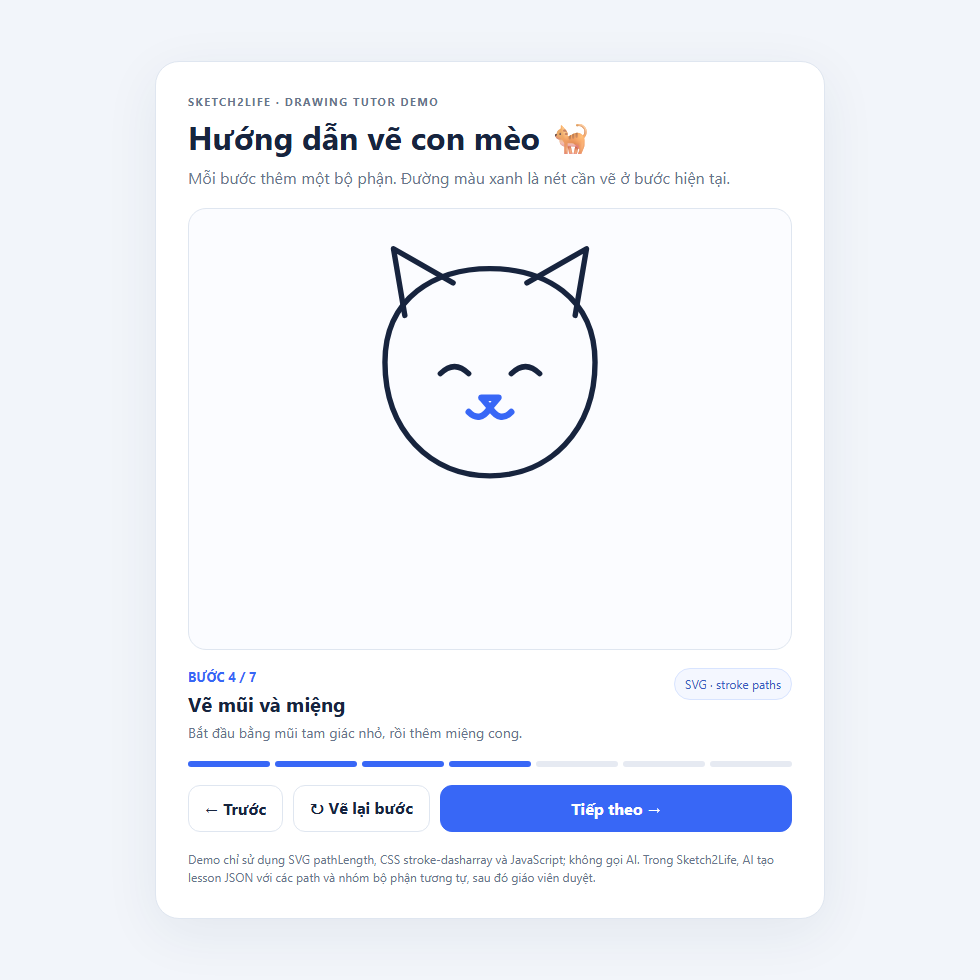 SKETCH2LIFE · DRAWING TUTOR DEMO
Hướng dẫn vẽ con mèo 🐈
Mỗi bước thêm một bộ phận. Đường màu xanh là nét cần vẽ ở bước hiện tại.
BƯỚC 4 / 7
SVG · stroke paths
Vẽ mũi và miệng
Bắt đầu bằng mũi tam giác nhỏ, rồi thêm miệng cong.
← Trước
↻ Vẽ lại bước
Tiếp theo →
Demo chỉ sử dụng SVG pathLength, CSS stroke-dasharray và JavaScript; không gọi AI. Trong Sketch2Life, AI tạo
lesson JSON với các path và nhóm bộ phận tương tự, sau đó giáo viên duyệt.